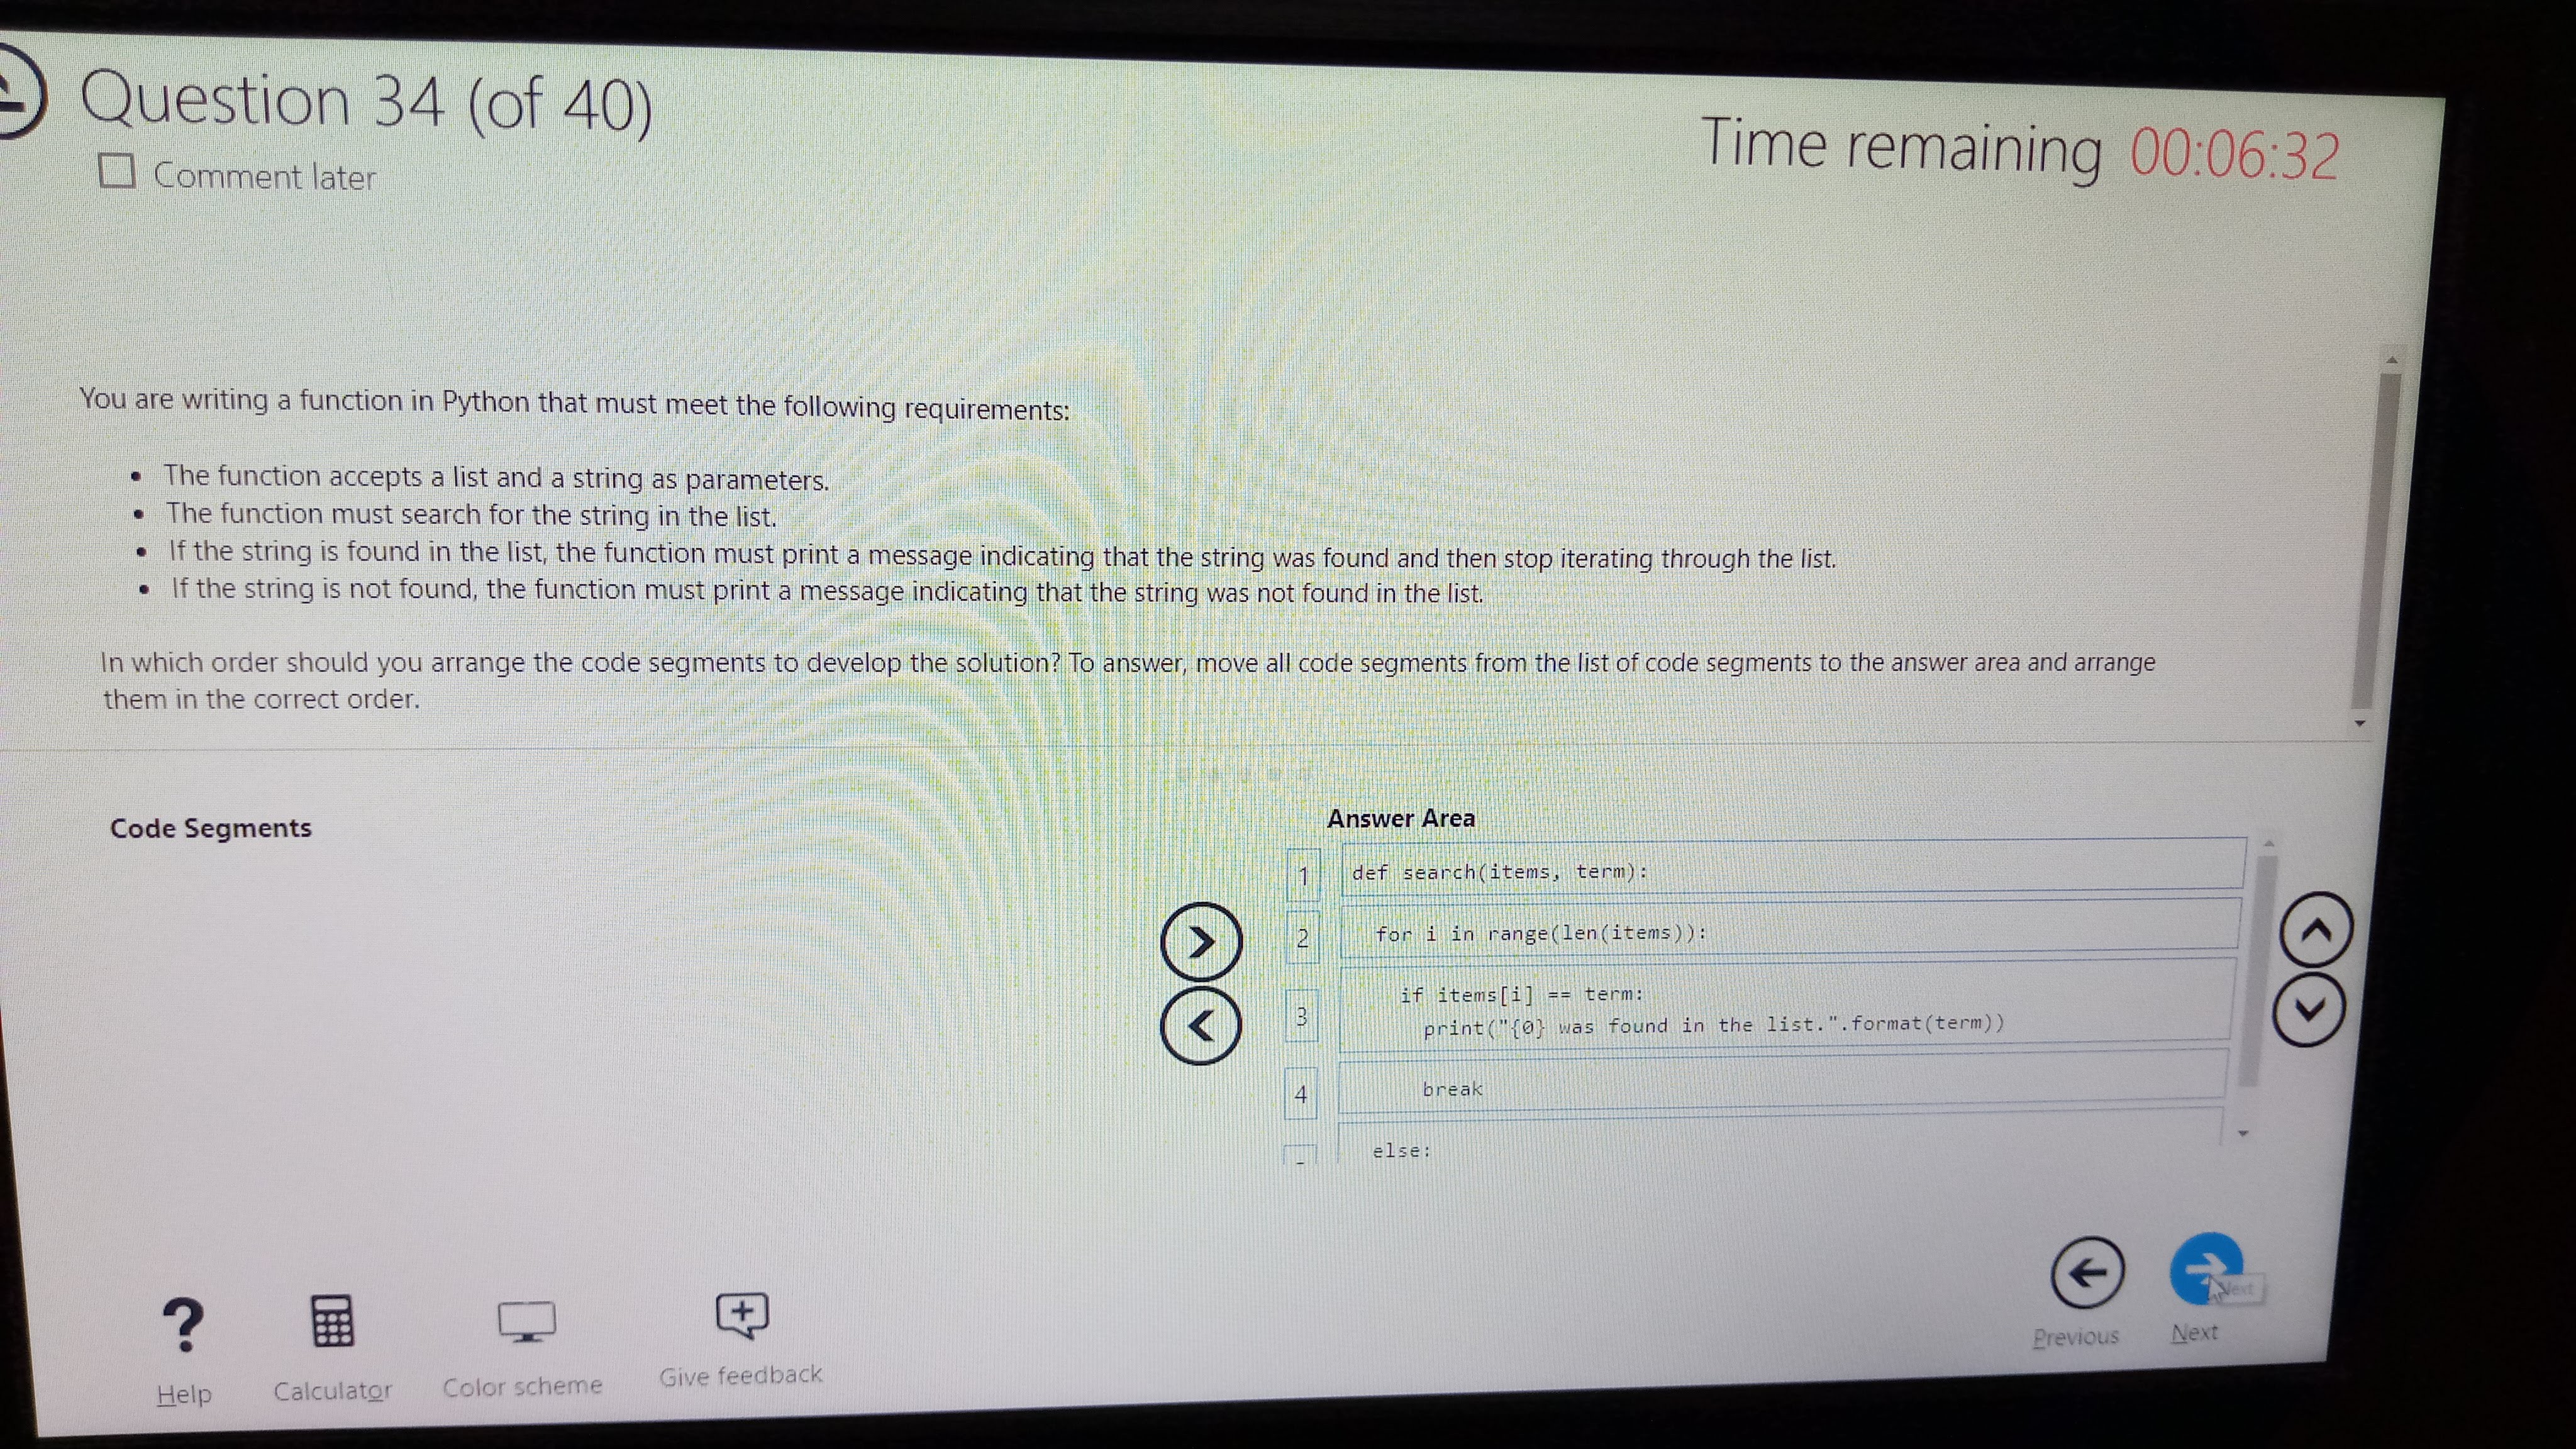 Question 34 (of 40)
Time remaining 00:06:32
Comment later
You are writing a function in Python that must meet the following requirements:
• The function accepts a list and a string as parameters.
• The function must search for the string in the list.
• If the string is found in the list, the function must print a message indicating that the string was found and then stop iterating through the list.
• If the string is not found, the function must print a message indicating that the string was not found in the list.
In which order should you arrange the code segments to develop the solution? To answer, move all code segments from the list of code segments to the answer area and arrange
them in the correct order.
Code Segments
Answer Area
1 def search(items, term):
2 for i in range(len(items)):
3 if items[i] == term:
print("{0} was found in the list.".format(term))
4 break
else:
Help
Calculator
Color scheme
Give feedback
Previous
Next
Next